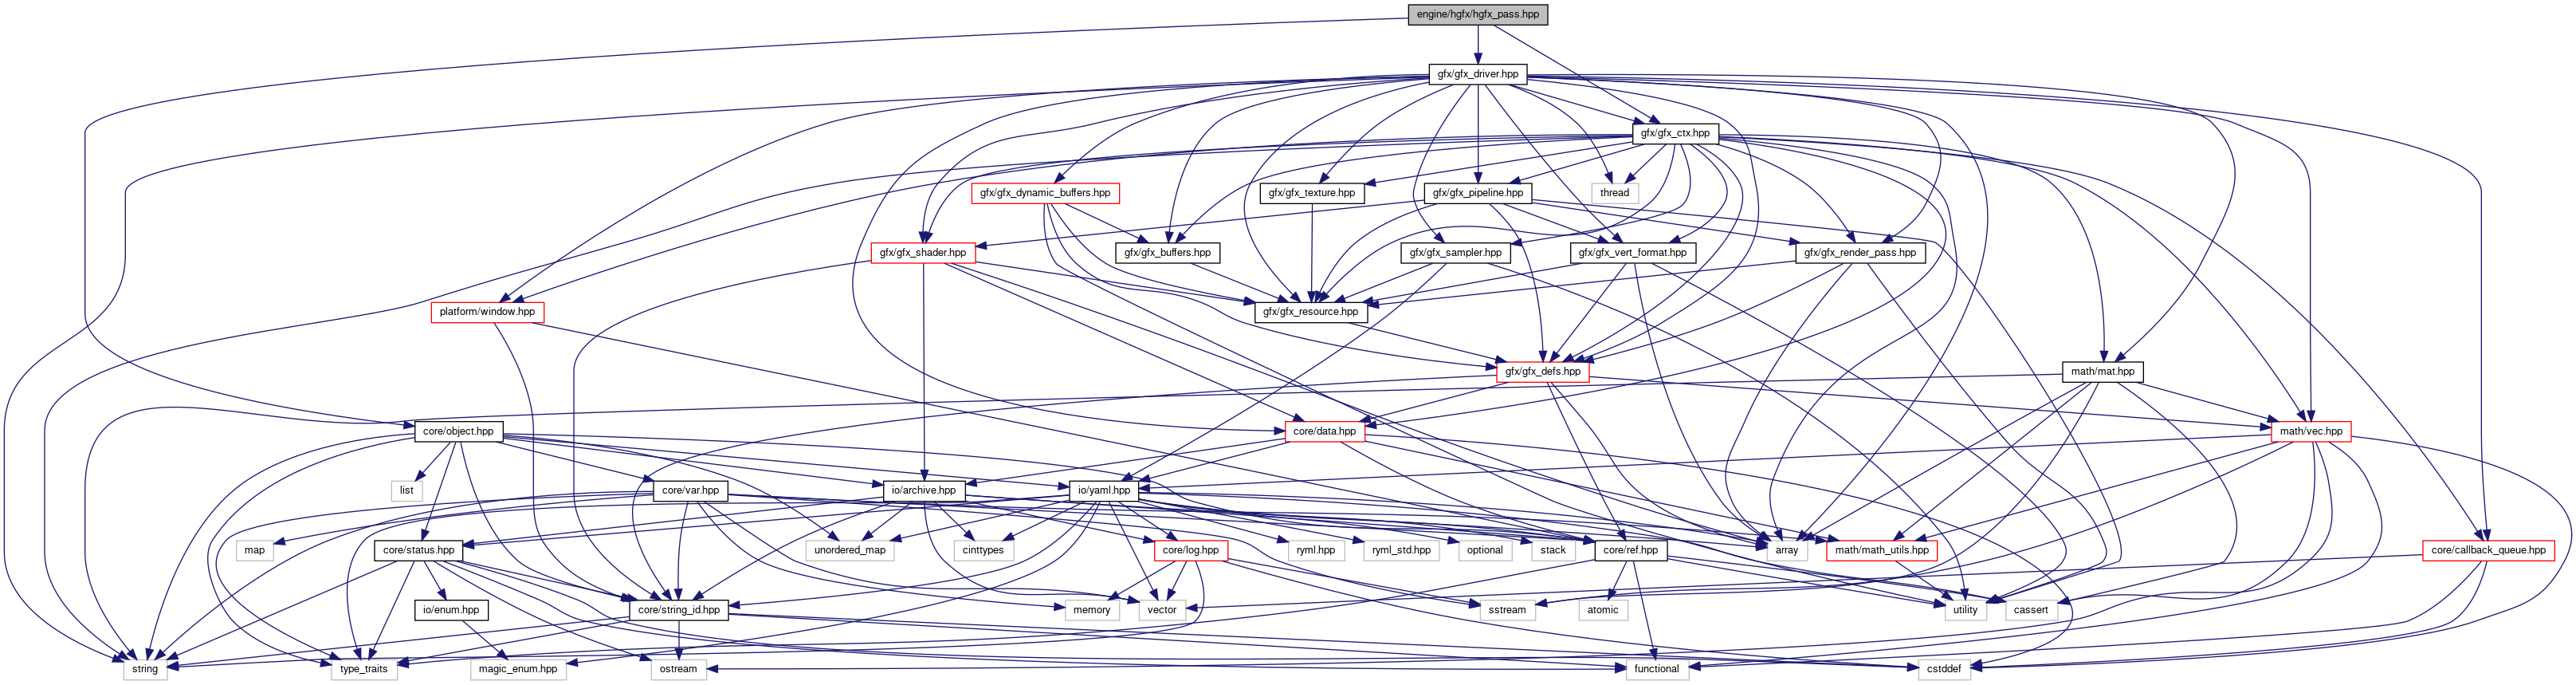 engine/hgfx/hgfx_pass.hpp
gfx/gfx_driver.hpp
gfx/gfx_ctx.hpp
gfx/gfx_dynamic_buffers.hpp
gfx/gfx_texture.hpp
gfx/gfx_pipeline.hpp
thread
gfx/gfx_shader.hpp
gfx/gfx_buffers.hpp
gfx/gfx_sampler.hpp
gfx/gfx_vert_format.hpp
gfx/gfx_render_pass.hpp
platform/window.hpp
gfx/gfx_resource.hpp
gfx/gfx_defs.hpp
math/mat.hpp
core/object.hpp
core/data.hpp
math/vec.hpp
list
core/var.hpp
io/archive.hpp
io/yaml.hpp
map
core/status.hpp
unordered_map
cinttypes
core/log.hpp
ryml.hpp
ryml_std.hpp
optional
stack
core/ref.hpp
array
math/math_utils.hpp
core/callback_queue.hpp
io/enum.hpp
core/string_id.hpp
memory
vector
sstream
atomic
utility
cassert
string
type_traits
magic_enum.hpp
ostream
functional
cstddef